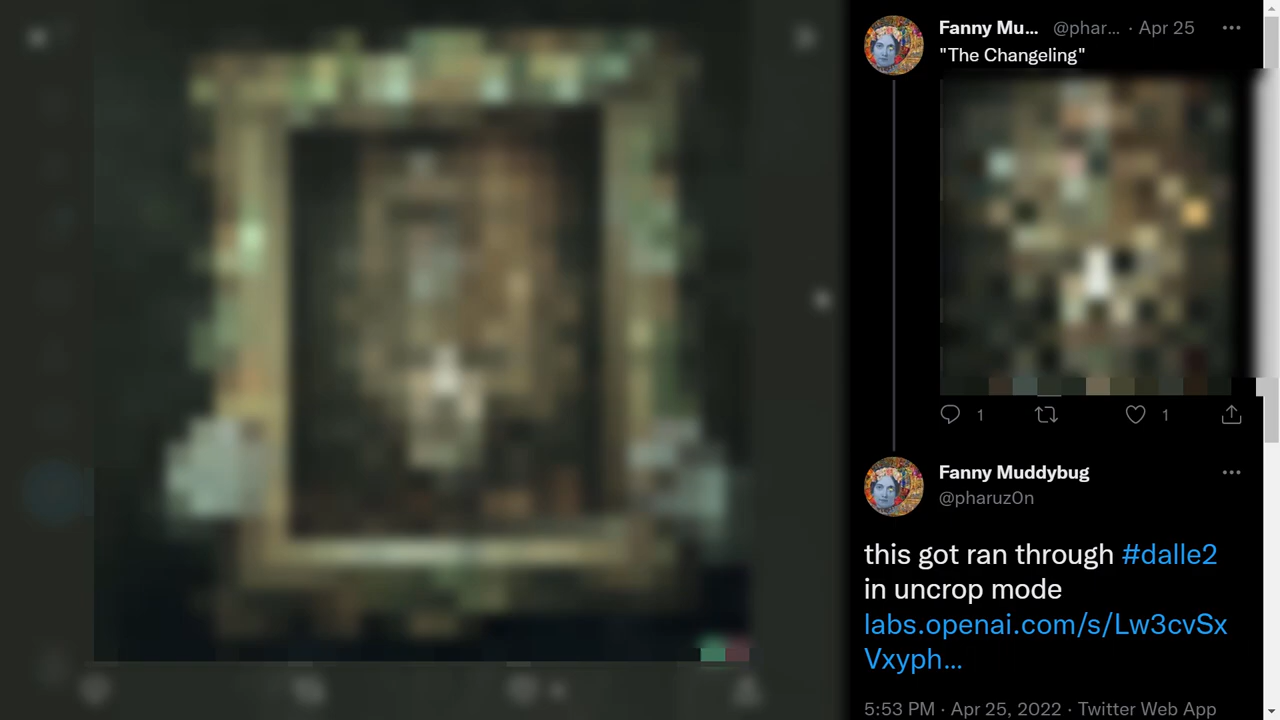 Fanny Mu... @phar... · Apr 25
"The Changeling"
1 1
Fanny Muddybug
@pharuz0n
this got ran through #dalle2
in uncrop mode
labs.openai.com/s/Lw3cvSx
Vxyph...
5:53 PM · Apr 25, 2022 · Twitter Web App